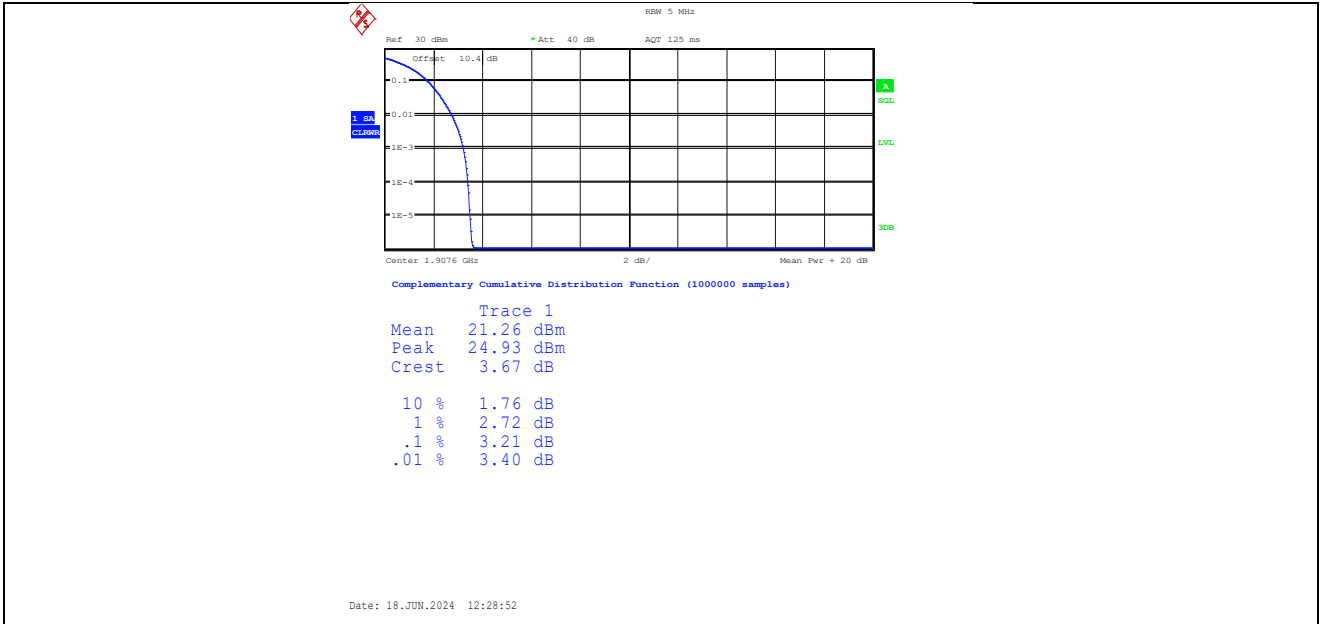 RBW 5 MHz
Ref 30 dBm *Att 40 dB AQT 125 ms
Offset 10.4 dB
0.1
A
SGL
1 SA
0.01
CLRWR
1E-3
LVL
1E-4
1E-5
3DB
Center 1.9076 GHz 2 dB/ Mean Pwr + 20 dB
Complementary Cumulative Distribution Function (1000000 samples)
Trace 1
Mean 21.26 dBm
Peak 24.93 dBm
Crest 3.67 dB
10 % 1.76 dB
1 % 2.72 dB
.1 % 3.21 dB
.01 % 3.40 dB
Date: 18.JUN.2024 12:28:52